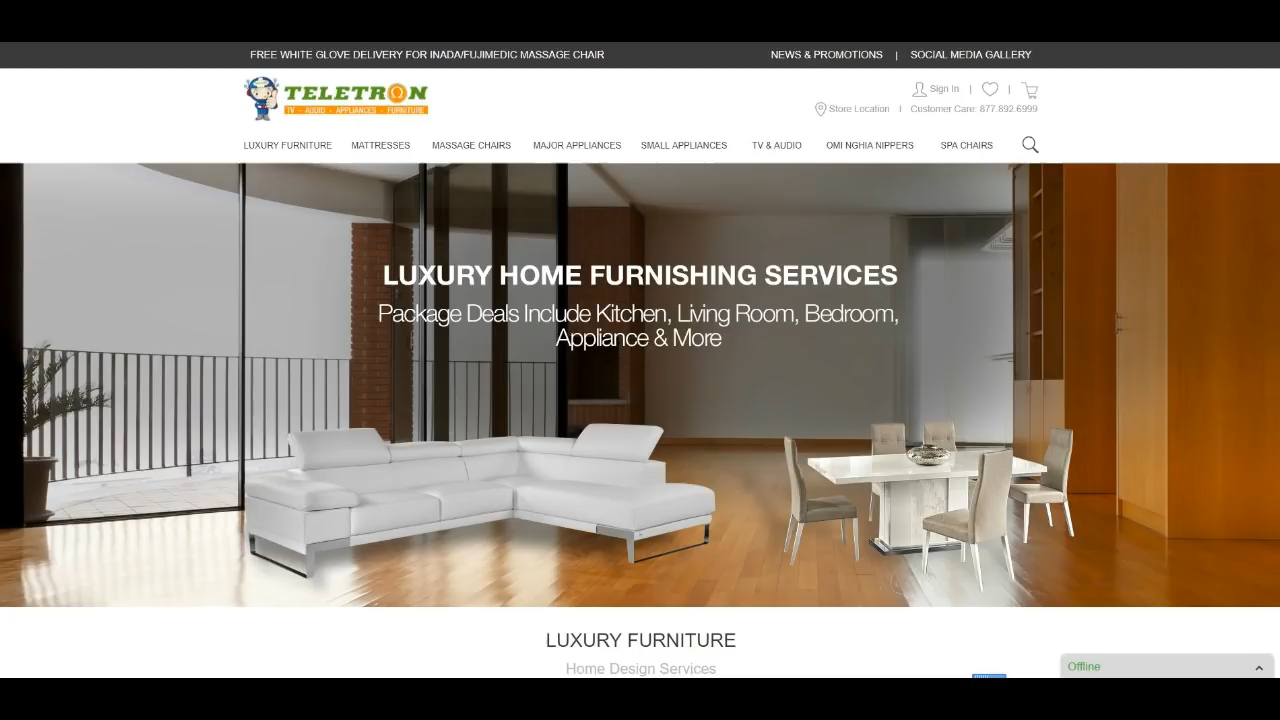 FREE WHITE GLOVE DELIVERY FOR INADA/FUJIMEDIC MASSAGE CHAIR
NEWS & PROMOTIONS | SOCIAL MEDIA GALLERY
TELETRON
TV - AUDIO - APPLIANCES - FURNITURE
Sign In | |
Store Location | Customer Care: 877.892.6999
LUXURY FURNITURE MATTRESSES MASSAGE CHAIRS MAJOR APPLIANCES SMALL APPLIANCES TV & AUDIO OMI NGHIA NIPPERS SPA CHAIRS
LUXURY HOME FURNISHING SERVICES
Package Deals Include Kitchen, Living Room, Bedroom,
Appliance & More
LUXURY FURNITURE
Home Design Services
Offline